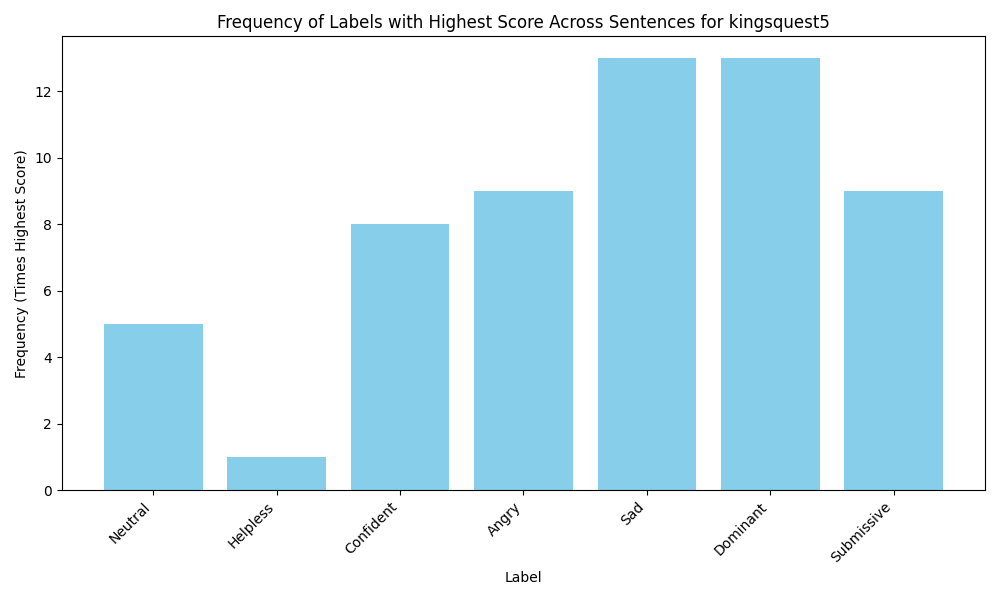 Frequency of Labels with Highest Score Across Sentences for kingsquest5
Frequency (Times Highest Score)
12
10
8
6
4
2
0
Neutral
Helpless
Confident
Angry
Sad
Dominant
Submissive
Label